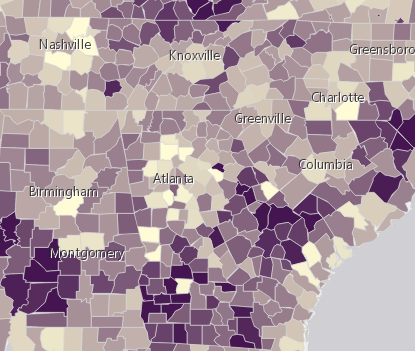 Nashville
Knoxville
Greensboro
Charlotte
Greenville
Columbia
Atlanta
Birmingham
Montgomery